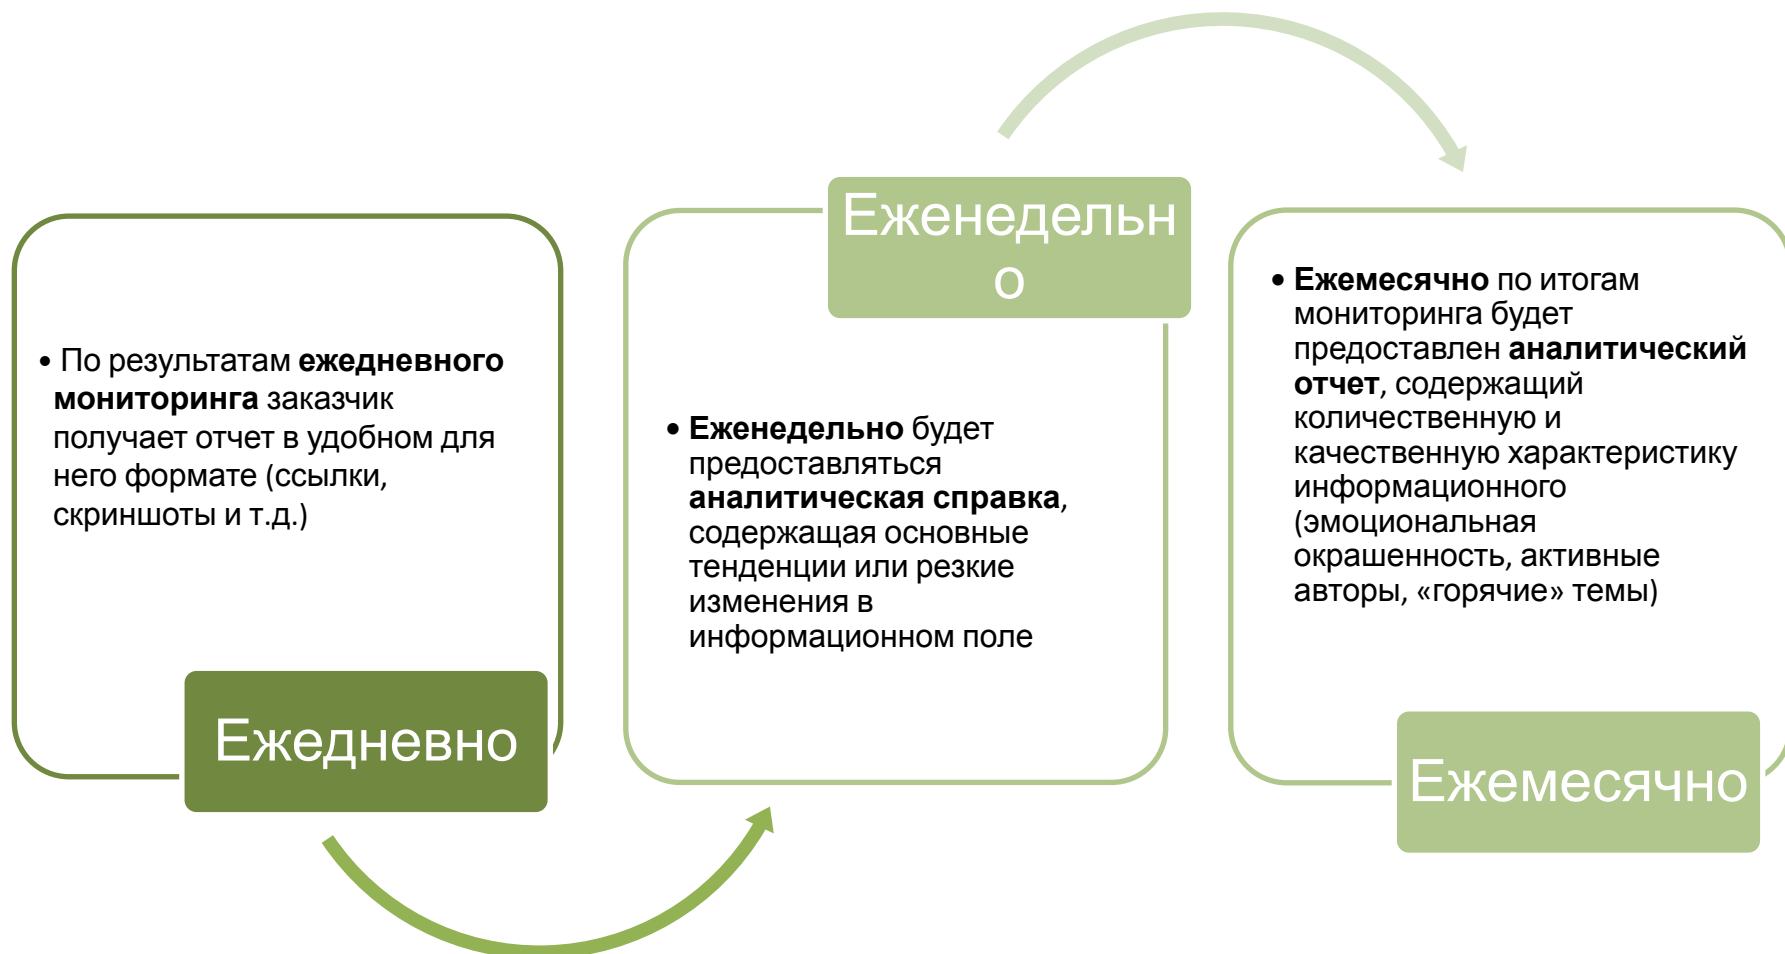 • По результатам ежедневного
мониторинга заказчик
получает отчет в удобном для
него формате (ссылки,
скриншоты и т.д.)
Ежедневно
Еженедельн
о
• Еженедельно будет
предоставляться
аналитическая справка,
содержащая основные
тенденции или резкие
изменения в
информационном поле
• Ежемесячно по итогам
мониторинга будет
предоставлен аналитический
отчет, содержащий
количественную и
качественную характеристику
информационного
(эмоциональная
окрашенность, активные
авторы, «горячие» темы)
Ежемесячно